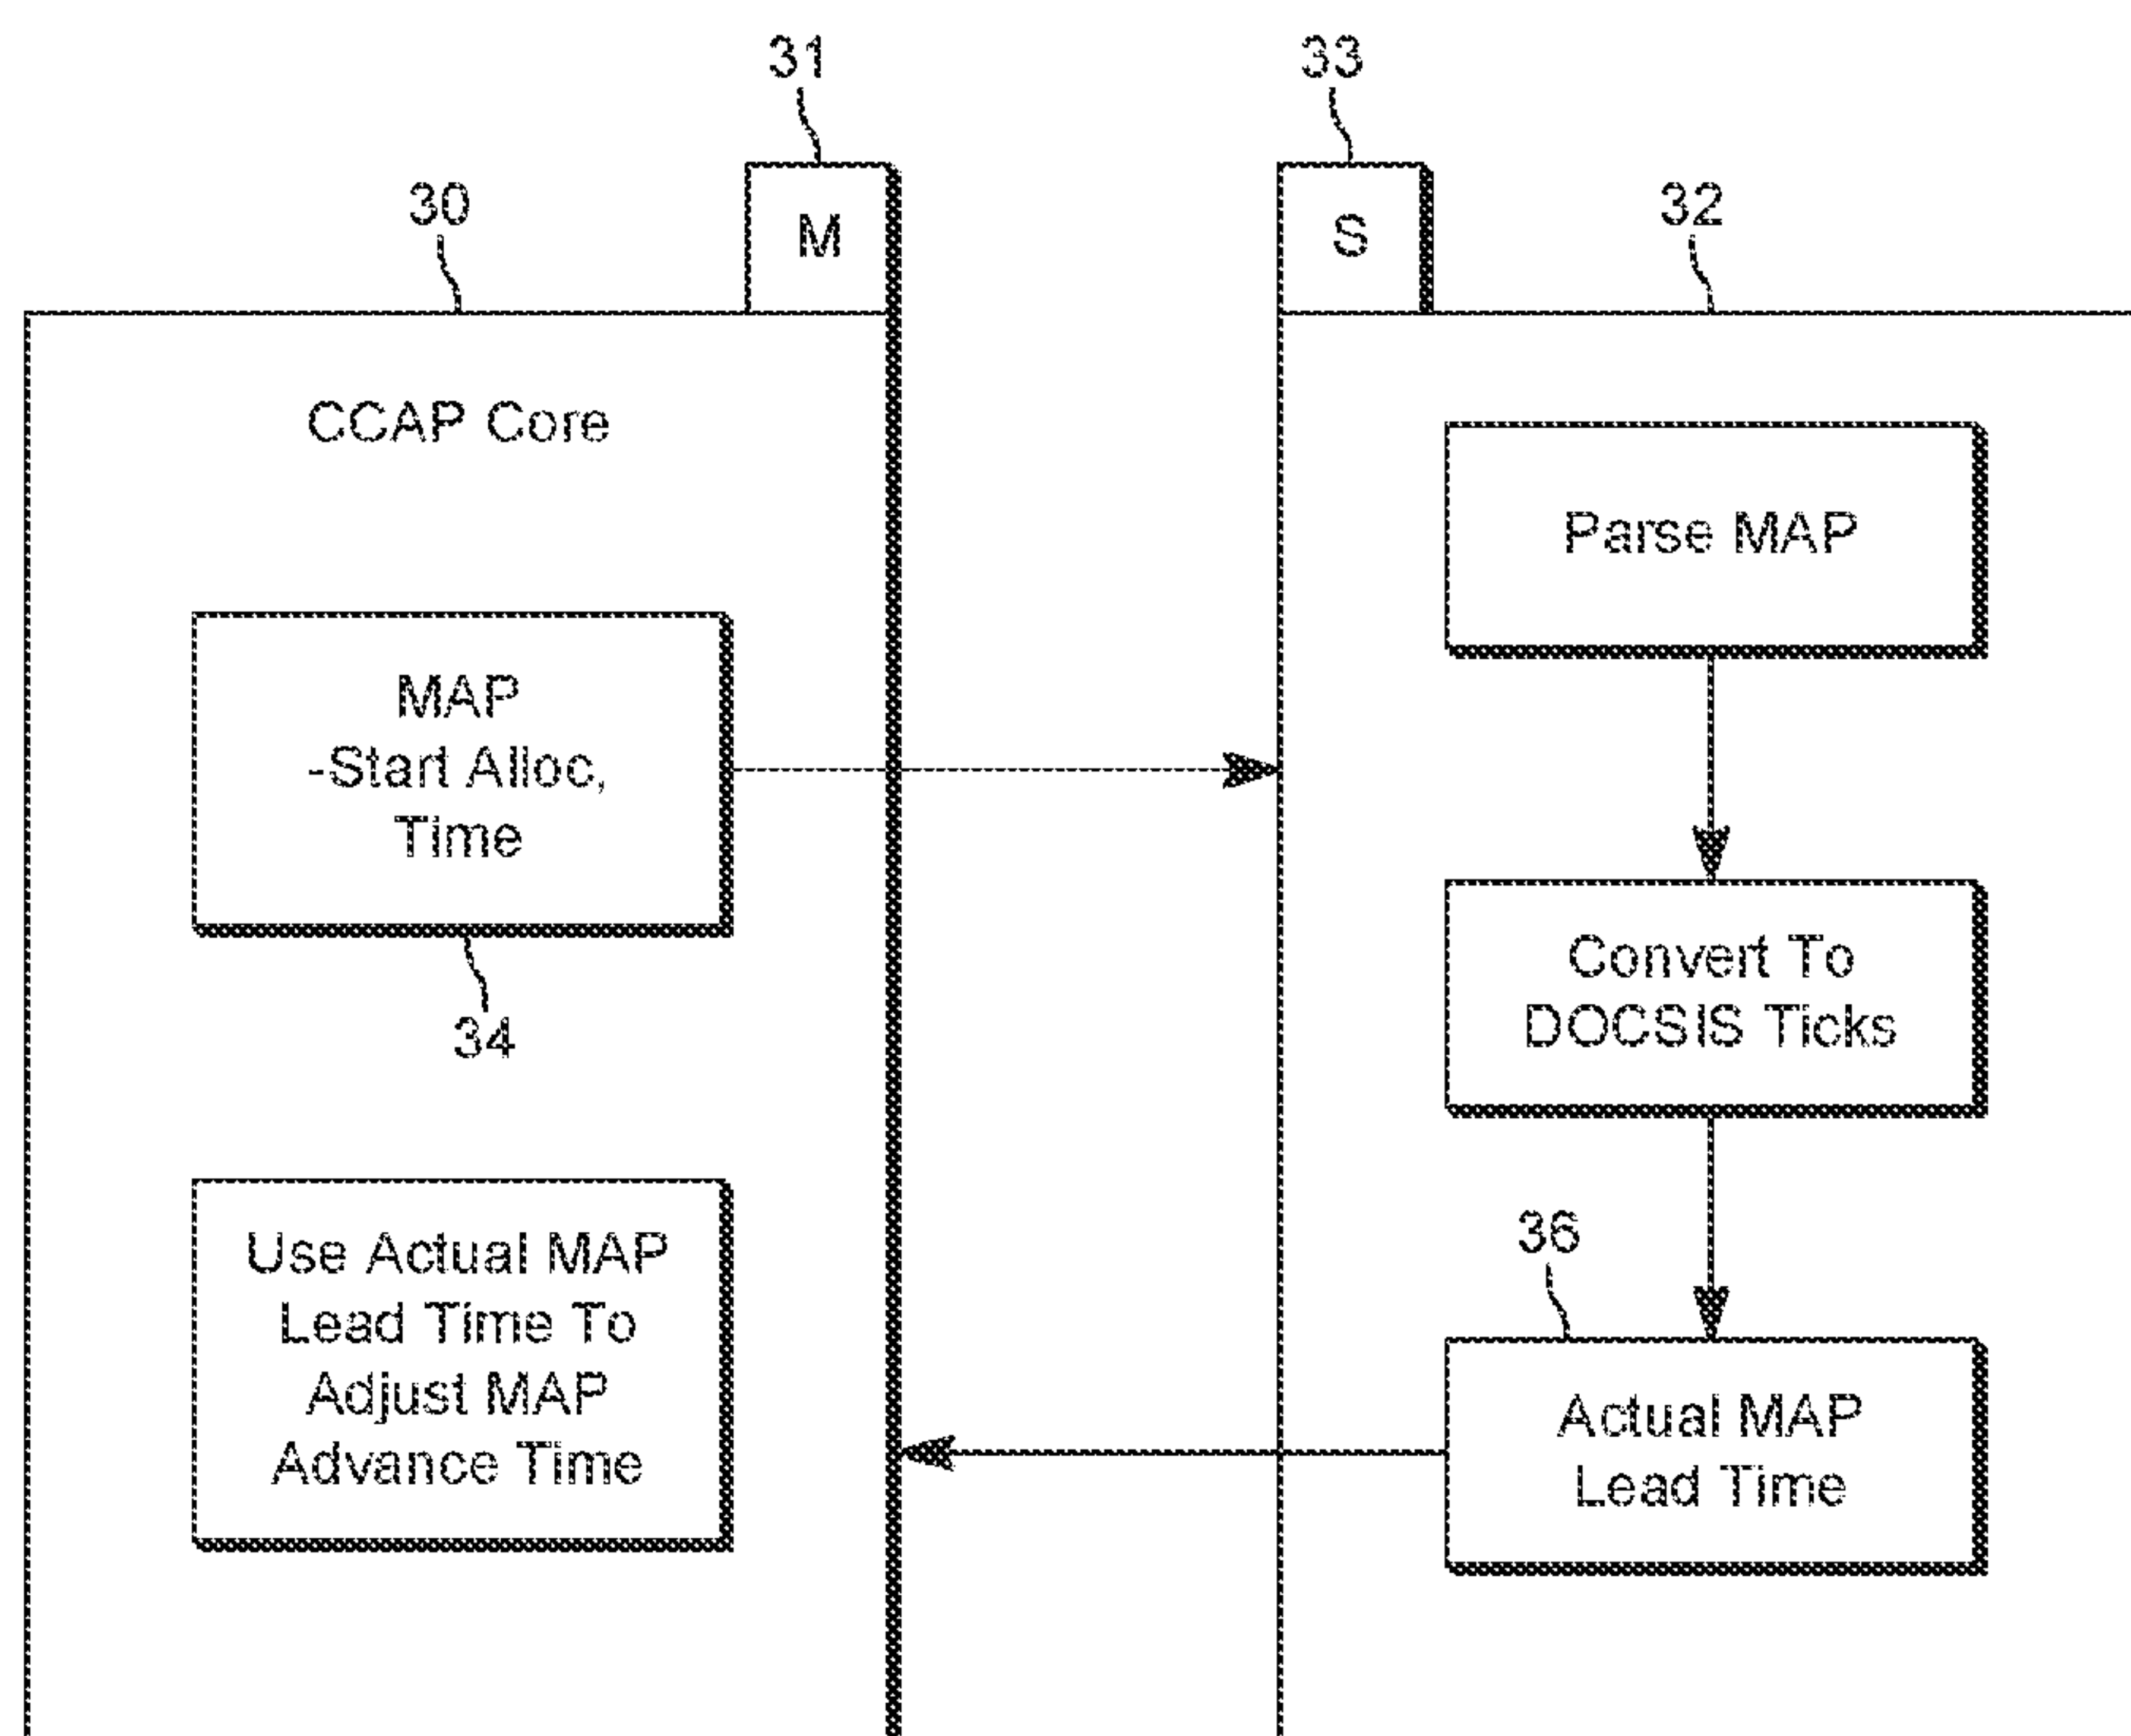 31
33
30
M
S
32
CCAP Core
Parse MAP
MAP
-Start Alloc,
Time
Convert To
DOCSIS Ticks
34
Use Actual MAP
Lead Time To
Adjust MAP
Advance Time
36
Actual MAP
Lead Time